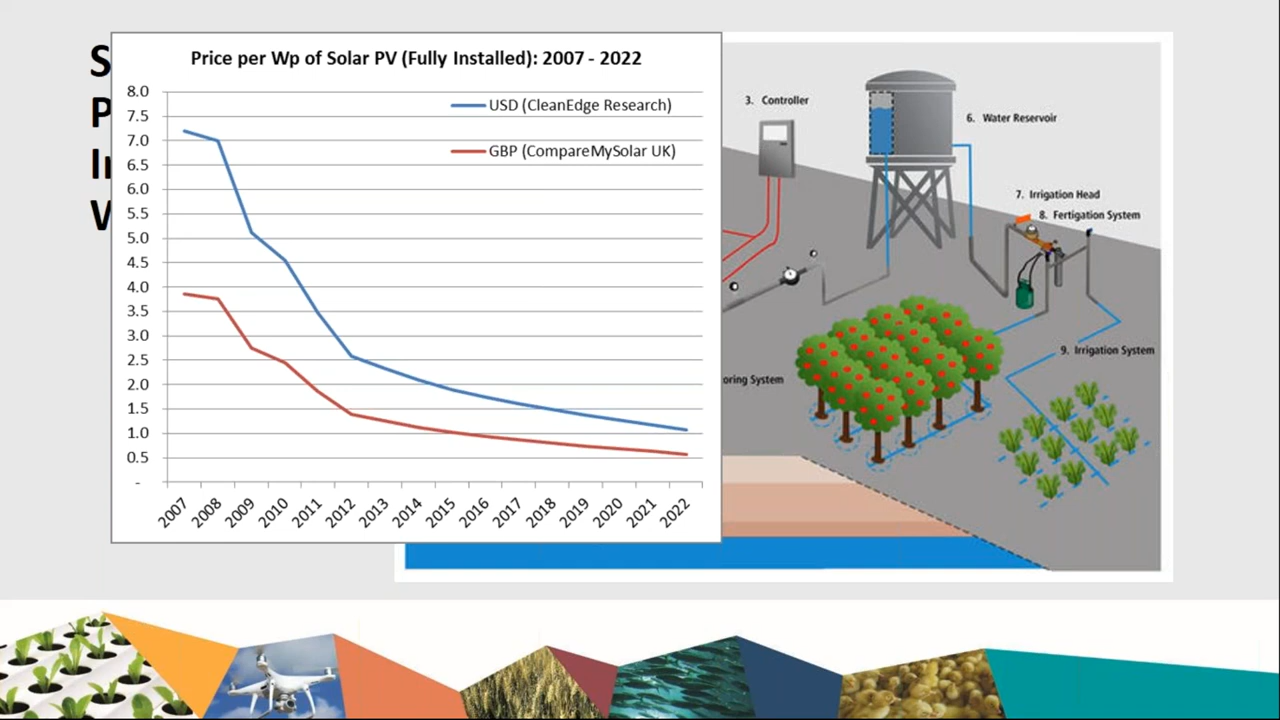 S
P
I
W
Price per Wp of Solar PV (Fully Installed): 2007 - 2022
USD (CleanEdge Research)
GBP (CompareMySolar UK)
8.0
7.5
7.0
6.5
6.0
5.5
5.0
4.5
4.0
3.5
3.0
2.5
2.0
1.5
1.0
0.5
-
2007 2008 2009 2010 2011 2012 2013 2014 2015 2016 2017 2018 2019 2020 2021 2022
3. Controller
6. Water Reservoir
7. Irrigation Head
8. Fertigation System
9. Irrigation System
oring System